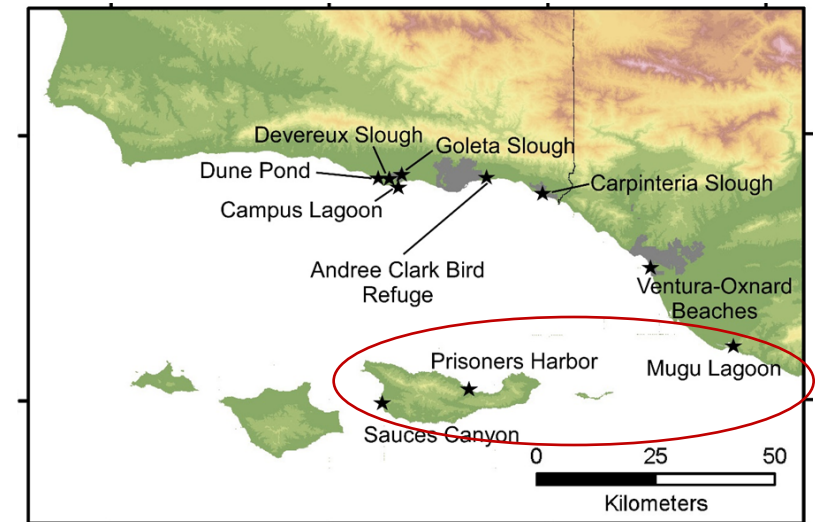 Devereux Slough
Goleta Slough
Dune Pond
Carpinteria Slough
Campus Lagoon
Andree Clark Bird
Refuge
Ventura-Oxnard
Beaches
Prisoners Harbor
Mugu Lagoon
Sauces Canyon
0 25 50
Kilometers